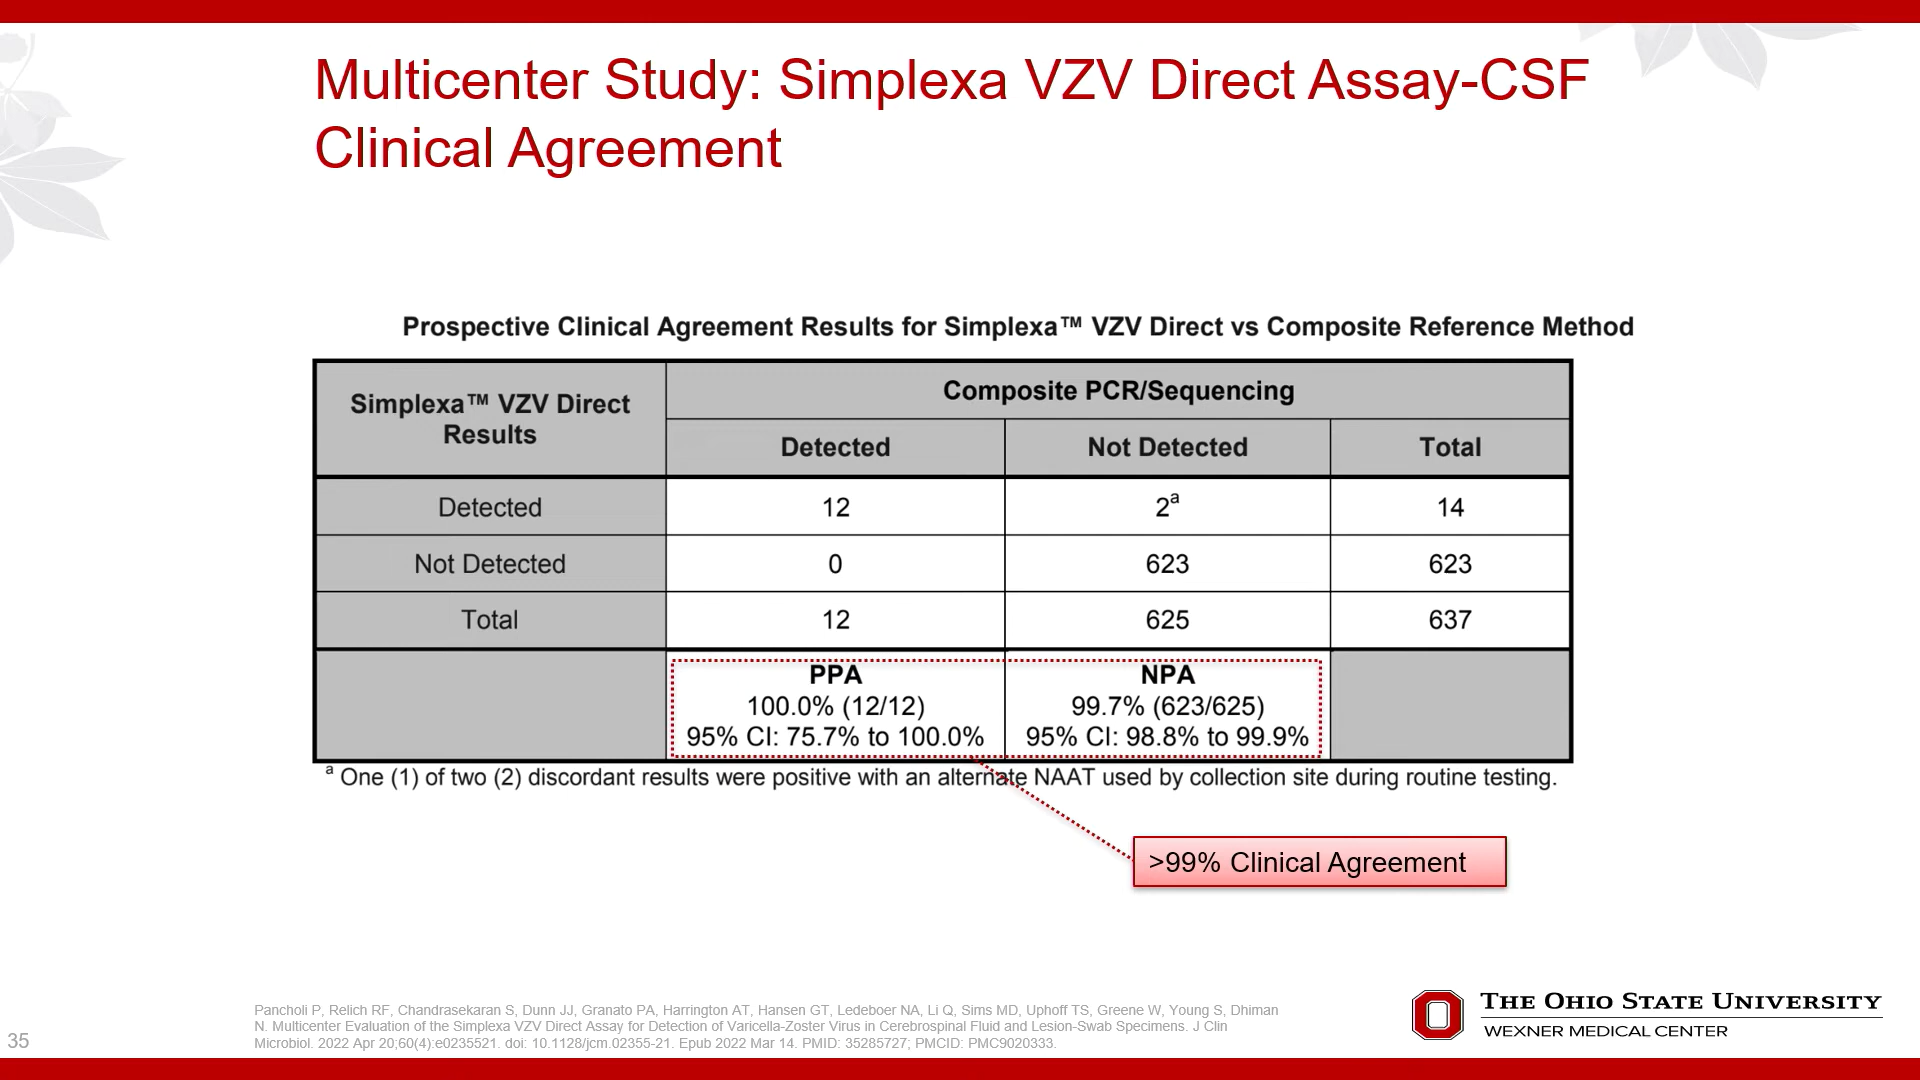 Multicenter Study: Simplexa VZV Direct Assay-CSF
Clinical Agreement
Prospective Clinical Agreement Results for Simplexa™ VZV Direct vs Composite Reference Method
Simplexa™ VZV Direct
Results
Composite PCR/Sequencing
Detected
Not Detected
Total
Detected
12
2ᵃ
14
Not Detected
0
623
623
Total
12
625
637
PPA
100.0% (12/12)
95% CI: 75.7% to 100.0%
NPA
99.7% (623/625)
95% CI: 98.8% to 99.9%
ᵃ One (1) of two (2) discordant results were positive with an alternate NAAT used by collection site during routine testing.
>99% Clinical Agreement
Pancholi P, Relich RF, Chandrasekaran S, Dunn JJ, Granato PA, Harrington AT, Hansen GT, Ledeboer NA, Li Q, Sims MD, Uphoff TS, Greene W, Young S, Dhiman
N. Multicenter Evaluation of the Simplexa VZV Direct Assay for Detection of Varicella-Zoster Virus in Cerebrospinal Fluid and Lesion-Swab Specimens. J Clin
Microbiol. 2022 Apr 20;60(4):e0235521. doi: 10.1128/jcm.02355-21. Epub 2022 Mar 14. PMID: 35285727; PMCID: PMC9020333.
35
THE OHIO STATE UNIVERSITY
WEXNER MEDICAL CENTER